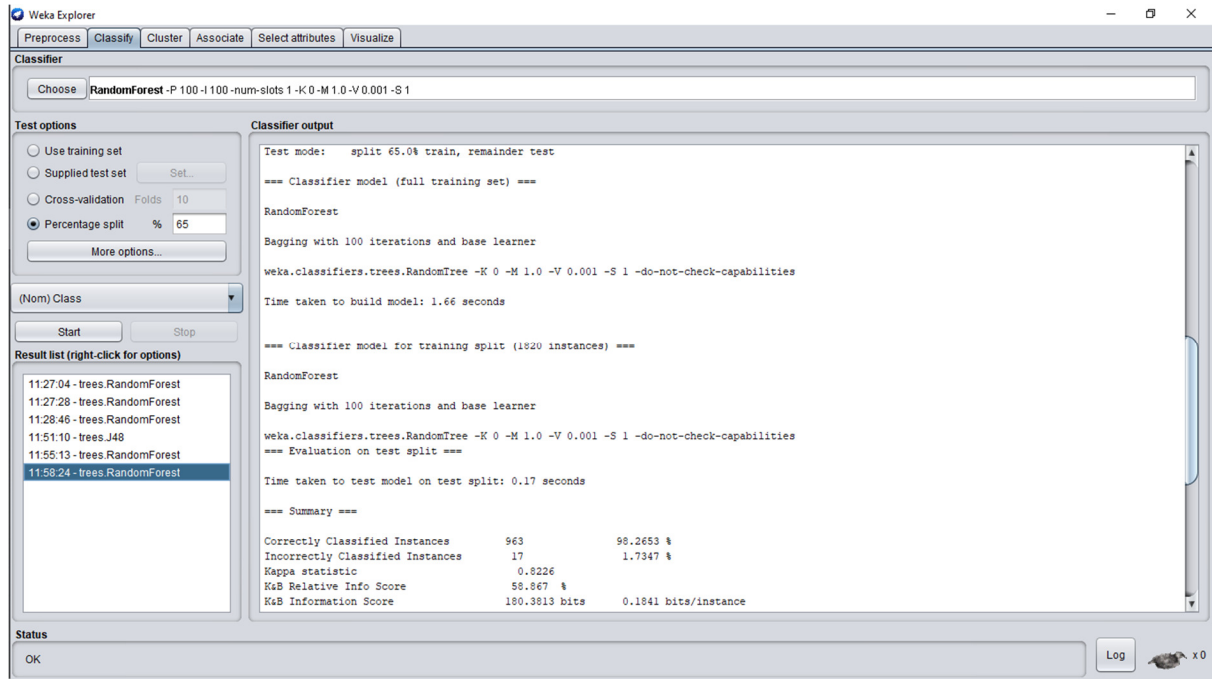 Weka Explorer
Preprocess Classify Cluster Associate Select attributes Visualize
Classifier
Choose RandomForest -P 100 -I 100 -num-slots 1 -K 0 -M 1.0 -V 0.001 -S 1
Test options
Use training set
Supplied test set Set...
Cross-validation Folds 10
Percentage split % 65
More options...
(Nom) Class
Start Stop
Result list (right-click for options)
11:27:04 - trees.RandomForest
11:27:28 - trees.RandomForest
11:28:46 - trees.RandomForest
11:51:10 - trees.J48
11:55:13 - trees.RandomForest
11:58:24 - trees.RandomForest
Classifier output
Test mode: split 65.0% train, remainder test
=== Classifier model (full training set) ===
RandomForest
Bagging with 100 iterations and base learner
weka.classifiers.trees.RandomTree -K 0 -M 1.0 -V 0.001 -S 1 -do-not-check-capabilities
Time taken to build model: 1.66 seconds
=== Classifier model for training split (1820 instances) ===
RandomForest
Bagging with 100 iterations and base learner
weka.classifiers.trees.RandomTree -K 0 -M 1.0 -V 0.001 -S 1 -do-not-check-capabilities
=== Evaluation on test split ===
Time taken to test model on test split: 0.17 seconds
=== Summary ===
Correctly Classified Instances 963 98.2653 %
Incorrectly Classified Instances 17 1.7347 %
Kappa statistic 0.8226
K&B Relative Info Score 58.867 %
K&B Information Score 180.3813 bits 0.1841 bits/instance
Status
OK
Log x 0